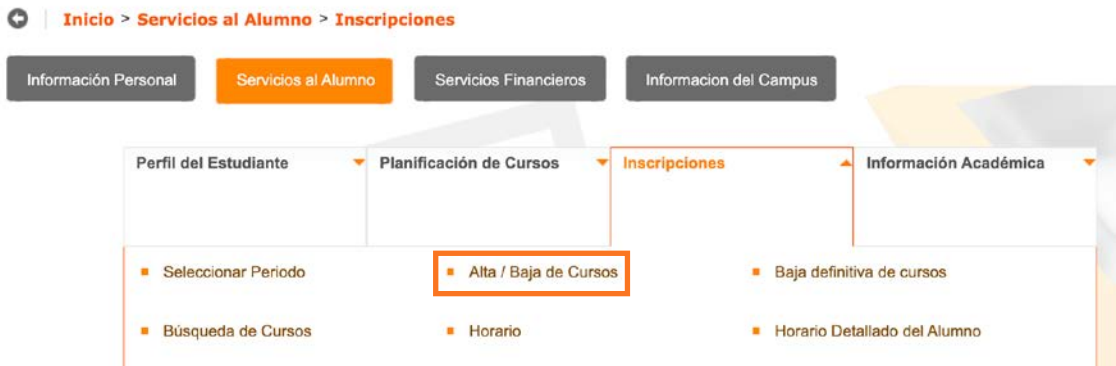 Inicio > Servicios al Alumno > Inscripciones
Información Personal
Servicios al Alumno
Servicios Financieros
Informacion del Campus
Perfil del Estudiante
Planificación de Cursos
Inscripciones
Información Académica
Seleccionar Periodo
Alta / Baja de Cursos
Baja definitiva de cursos
Búsqueda de Cursos
Horario
Horario Detallado del Alumno